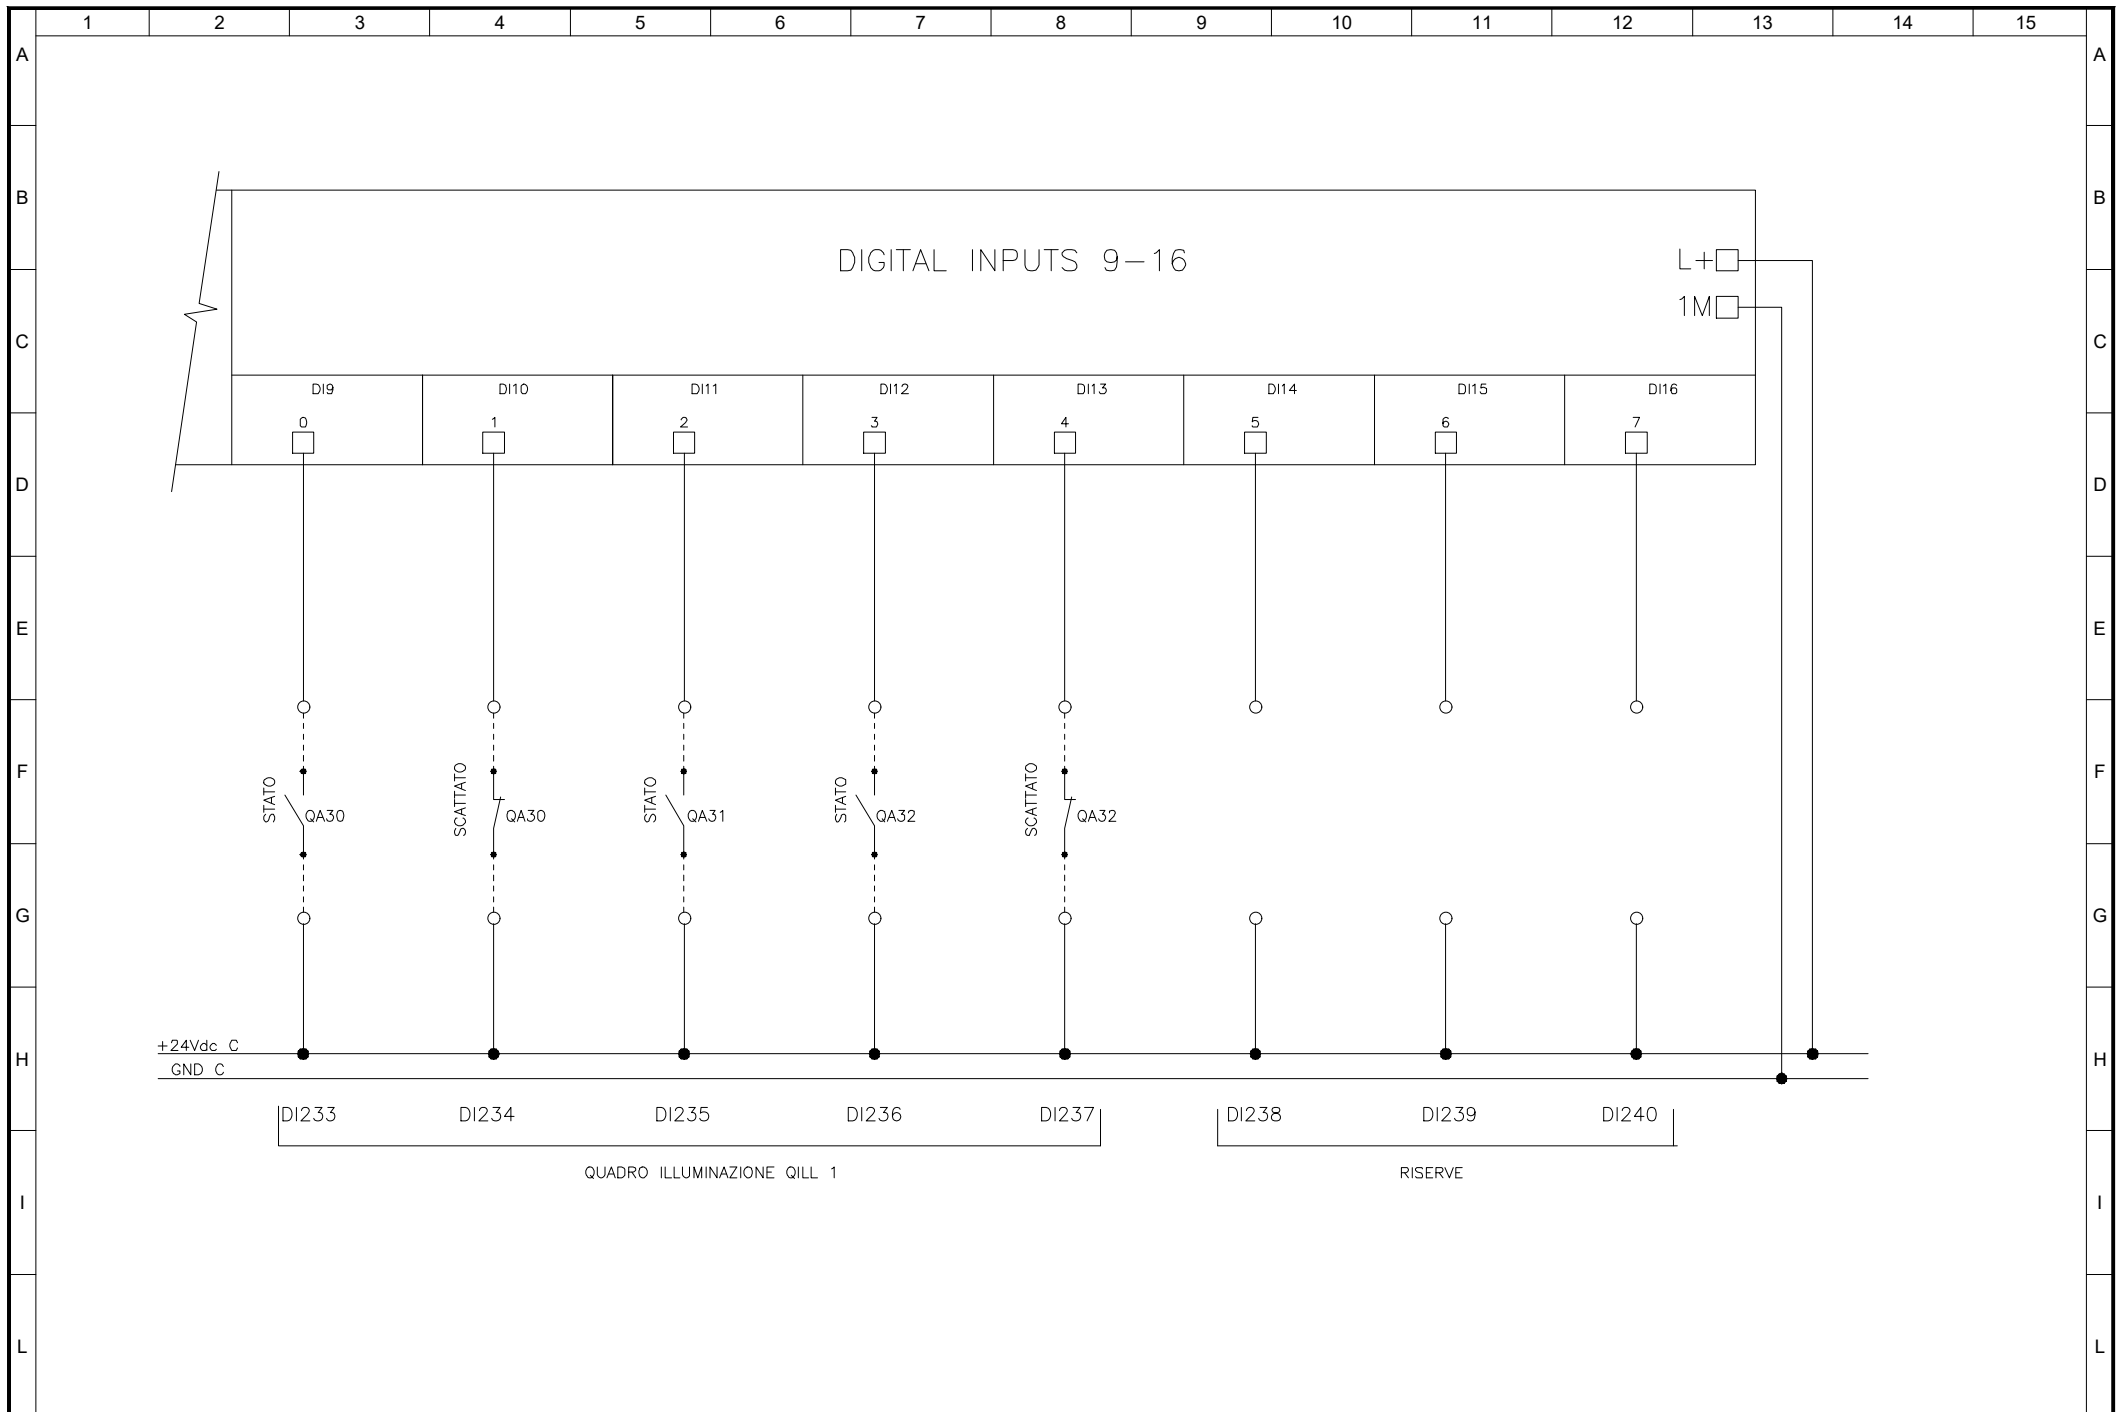 1 2 3 4 5 6 7 8 9 10 11 12 13 14 15
A A
B B
DIGITAL INPUTS 9-16 L+
1M
C C
DI9 DI10 DI11 DI12 DI13 DI14 DI15 DI16
0 1 2 3 4 5 6 7
D D
E E
F F
STATO SCATTATO STATO STATO SCATTATO
QA30 QA30 QA31 QA32 QA32
G G
+24Vdc C
H H
GND C
DI233 DI234 DI235 DI236 DI237 DI238 DI239 DI240
QUADRO ILLUMINAZIONE QILL 1 RISERVE
I I
L L